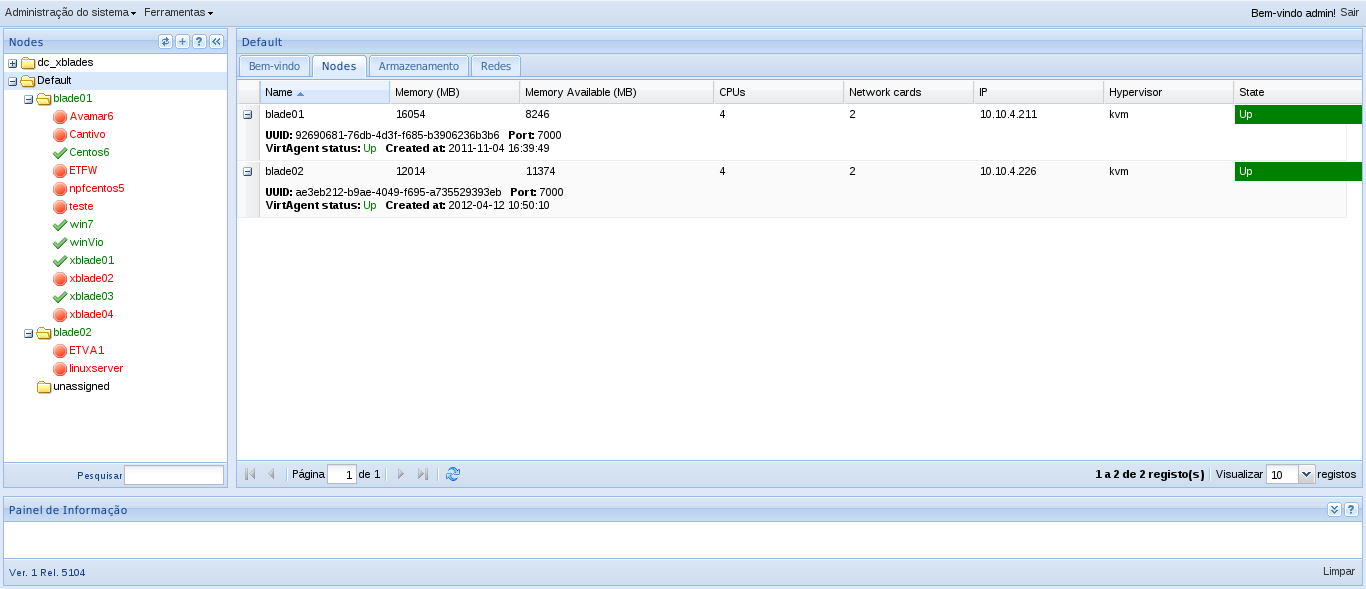 Administração do sistema Ferramentas Bem-vindo admin! Sair
Nodes
dc_xblades
Default
blade01
Avamar6
Cantivo
Centos6
ETFW
npfcentos5
teste
win7
winVio
xblade01
xblade02
xblade03
xblade04
blade02
ETVA1
linuxserver
unassigned
Pesquisar
Default
Bem-vindo Nodes Armazenamento Redes
Name Memory (MB) Memory Available (MB) CPUs Network cards IP Hypervisor State
blade01 16054 8246 4 2 10.10.4.211 kvm Up
UUID: 92690681-76db-4d3f-f685-b3906236b3b6 Port: 7000
VirtAgent status: Up Created at: 2011-11-04 16:39:49
blade02 12014 11374 4 2 10.10.4.226 kvm Up
UUID: ae3eb212-b9ae-4049-f695-a735529393eb Port: 7000
VirtAgent status: Up Created at: 2012-04-12 10:50:10
Página 1 de 1 1 a 2 de 2 registo(s) Visualizar 10 registos
Painel de Informação
Ver. 1 Rel. 5104 Limpar